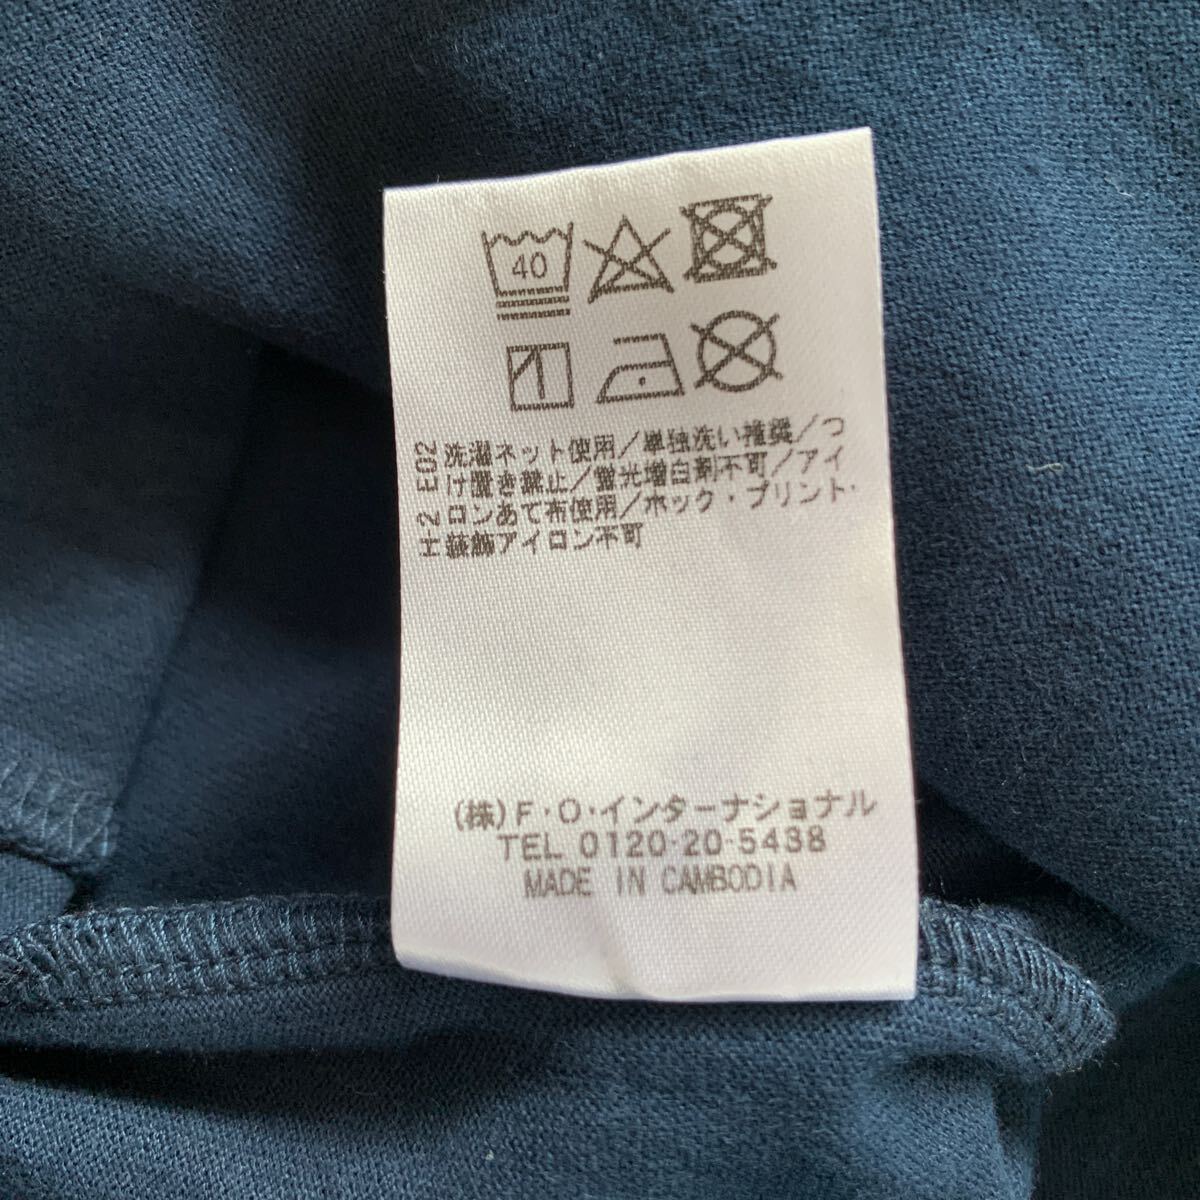 40
E02 洗濯ネット使用/単独洗い推奨/つ
け置き禁止/蛍光増白剤不可/アイ
H2 ロンあて布使用/ホック・プリント・
装飾アイロン不可
(株)F・O・インターナショナル
TEL 0120-20-5438
MADE IN CAMBODIA